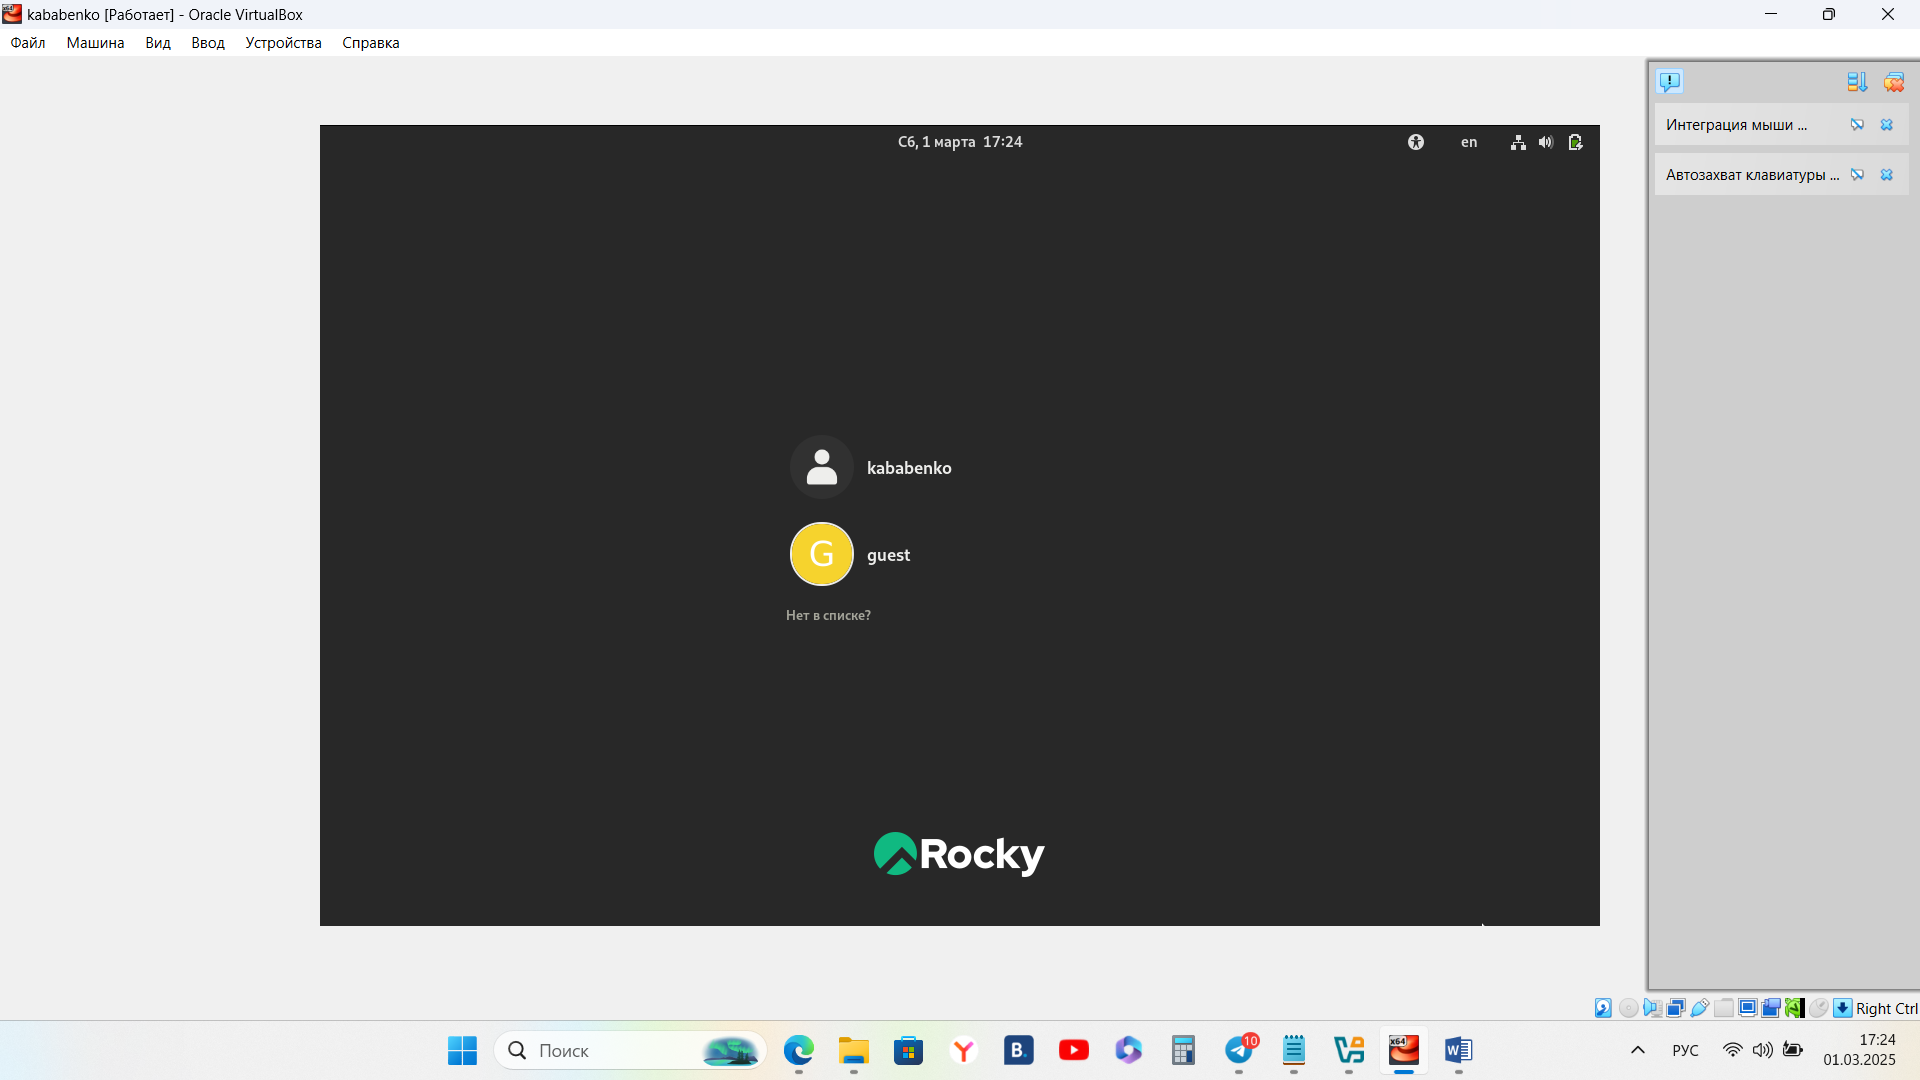 kababenko [Работает] - Oracle VirtualBox
Файл Машина Вид Ввод Устройства Справка
Интеграция мыши ...
Автозахват клавиатуры ...
Сб, 1 марта 17:24
en
kababenko
G
guest
Нет в списке?
Rocky
Right Ctrl
Поиск
Y
B.
10
x64
W
РУС
17:24
01.03.2025